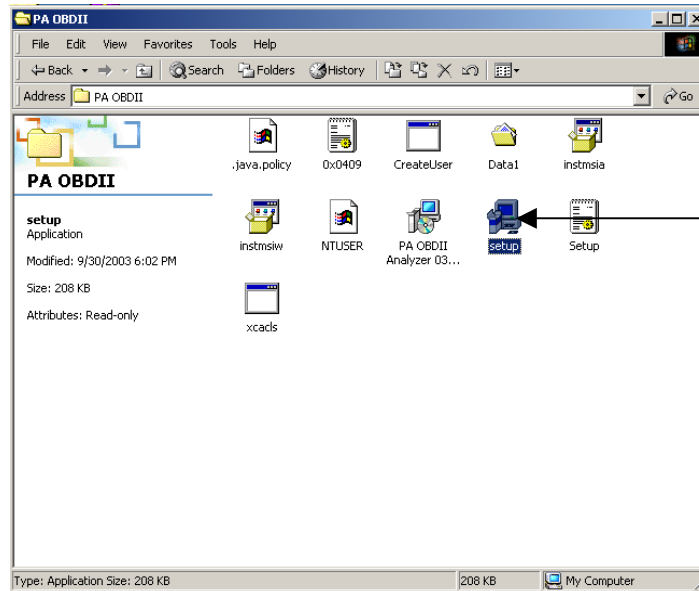 PA OBDII
File Edit View Favorites Tools Help
Back Search Folders History
Address PA OBDII Go
PA OBDII
setup
Application
Modified: 9/30/2003 6:02 PM
Size: 208 KB
Attributes: Read-only
.java.policy 0x0409 CreateUser Data1 instmsia
instmsiw NTUSER PA OBDII Analyzer 03... setup Setup
xcacls
Type: Application Size: 208 KB 208 KB My Computer